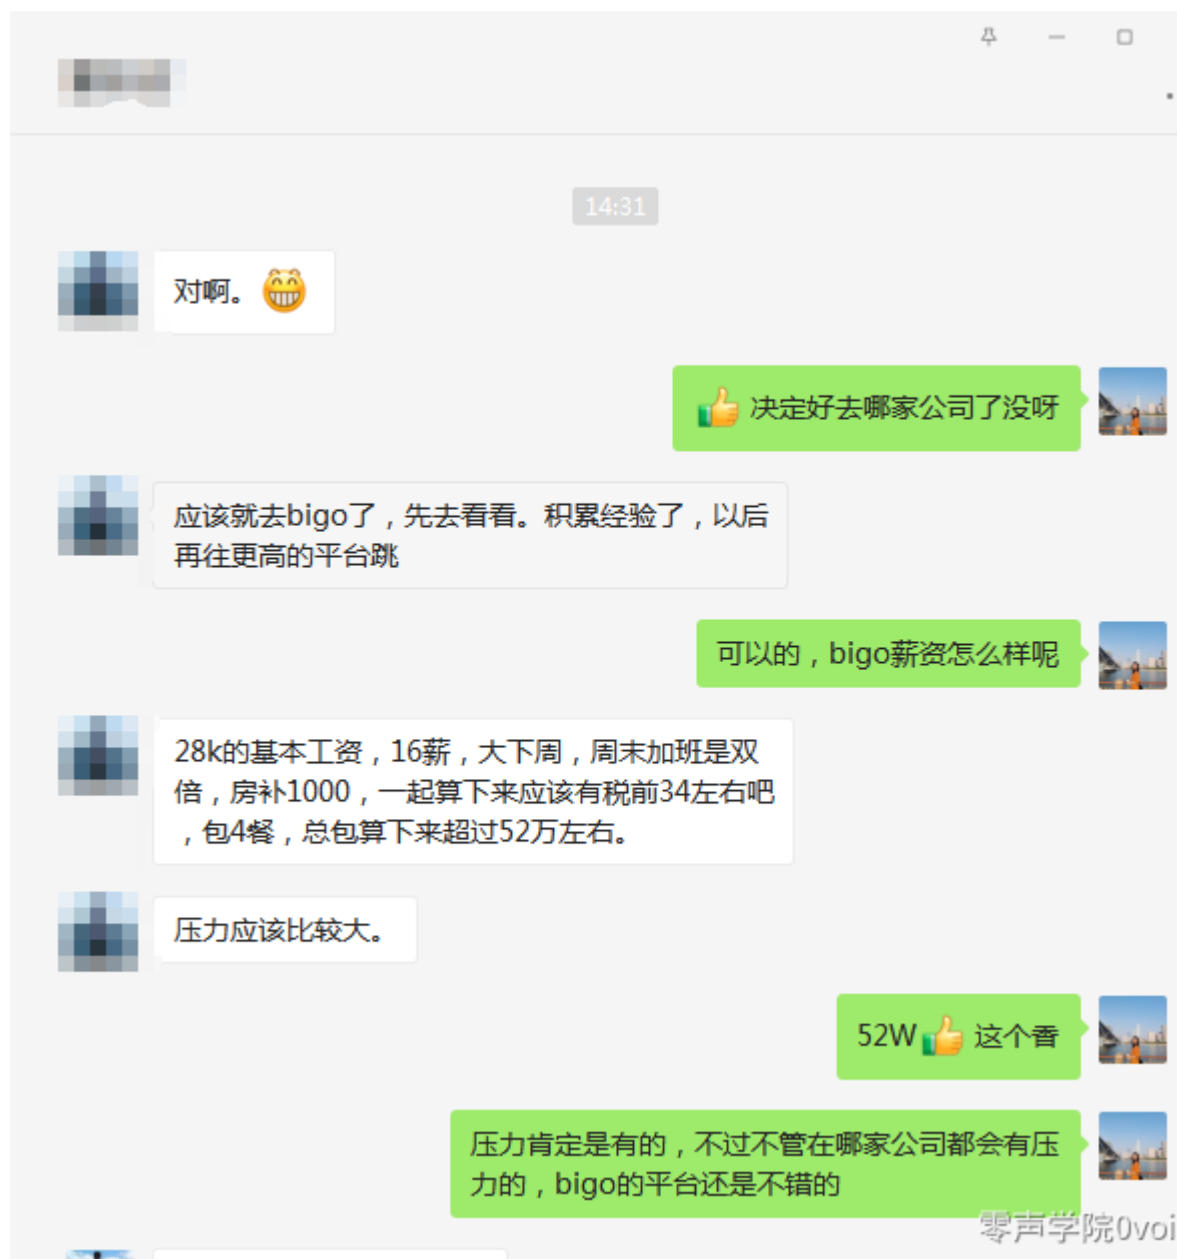 14:31
对啊。
决定好去哪家公司了没呀
应该就去bigo了，先去看看。积累经验了，以后
再往更高的平台跳
可以的，bigo薪资怎么样呢
28k的基本工资，16薪，大下周，周末加班是双
倍，房补1000，一起算下来应该有税前34左右吧
，包4餐，总包算下来超过52万左右。
压力应该比较大。
52W 这个香
压力肯定是有的，不过不管在哪家公司都会有压
力的，bigo的平台还是不错的
零声学院0voi